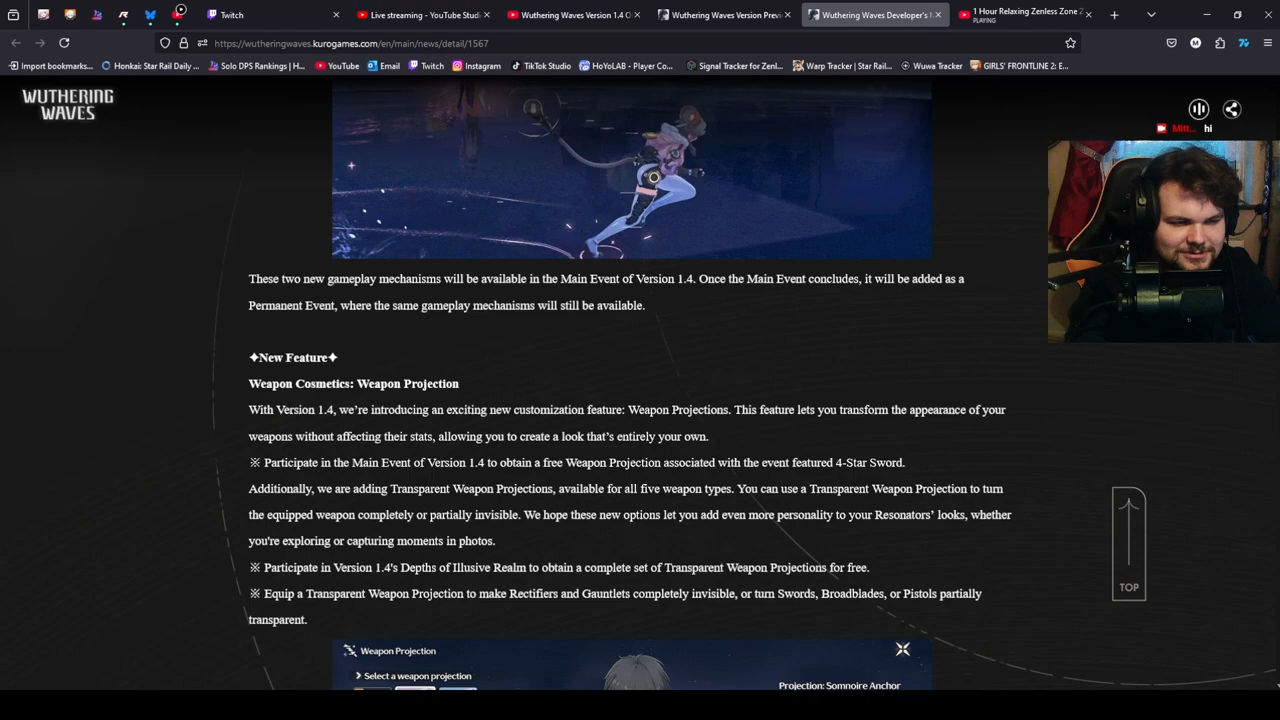 Twitch
Live streaming - YouTube Studi
Wuthering Waves Version 1.4 O
Wuthering Waves Version Previ
Wuthering Waves Developer's
1 Hour Relaxing Zenless Zone Z
PLAYING
https://wutheringwaves.kurogames.com/en/main/news/detail/1567
Import bookmarks...
Honkai: Star Rail Daily ...
Solo DPS Rankings | H...
YouTube
Email
Twitch
Instagram
TikTok Studio
HoYoLAB - Player Co...
Signal Tracker for Zenl...
Warp Tracker | Star Rail...
Wuwa Tracker
GIRLS' FRONTLINE 2: E...
WUTHERING
WAVES
Mitt... hi
These two new gameplay mechanisms will be available in the Main Event of Version 1.4. Once the Main Event concludes, it will be added as a
Permanent Event, where the same gameplay mechanisms will still be available.
✦New Feature✦
Weapon Cosmetics: Weapon Projection
With Version 1.4, we're introducing an exciting new customization feature: Weapon Projections. This feature lets you transform the appearance of your
weapons without affecting their stats, allowing you to create a look that's entirely your own.
※ Participate in the Main Event of Version 1.4 to obtain a free Weapon Projection associated with the event featured 4-Star Sword.
Additionally, we are adding Transparent Weapon Projections, available for all five weapon types. You can use a Transparent Weapon Projection to turn
the equipped weapon completely or partially invisible. We hope these new options let you add even more personality to your Resonators' looks, whether
you're exploring or capturing moments in photos.
※ Participate in Version 1.4's Depths of Illusive Realm to obtain a complete set of Transparent Weapon Projections for free.
※ Equip a Transparent Weapon Projection to make Rectifiers and Gauntlets completely invisible, or turn Swords, Broadblades, or Pistols partially
transparent.
TOP
Weapon Projection
Select a weapon projection
Projection: Somnoire Anchor